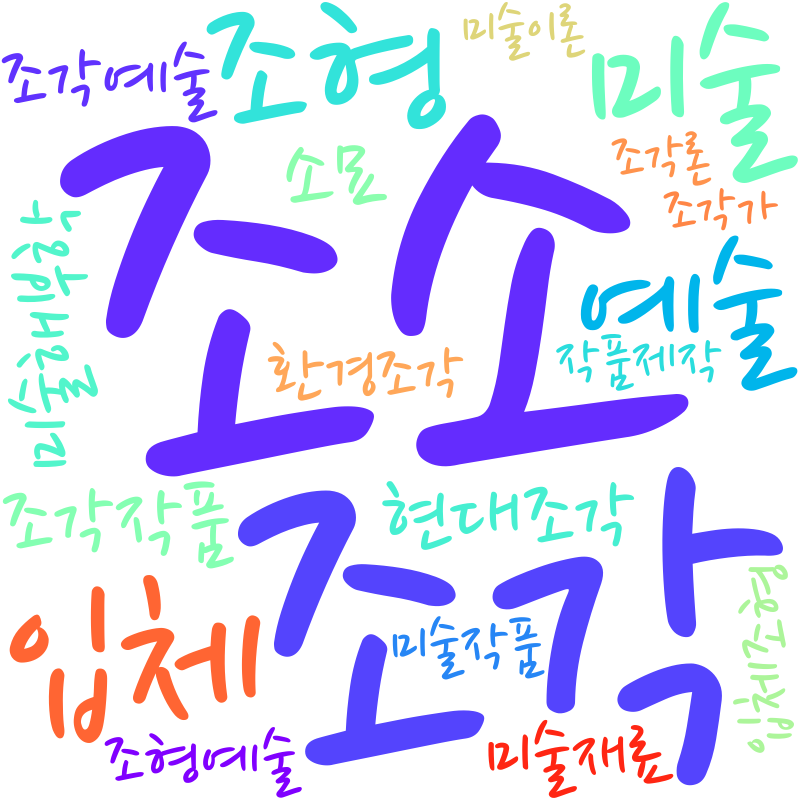 미술이론
조각예술
조형
미술
조각론
소묘
조각가
조소
미술해부학
예술
환경조각
작품제작
조각작품
현대조각
조각
입체
미술작품
입체조형
조형예술
미술재료